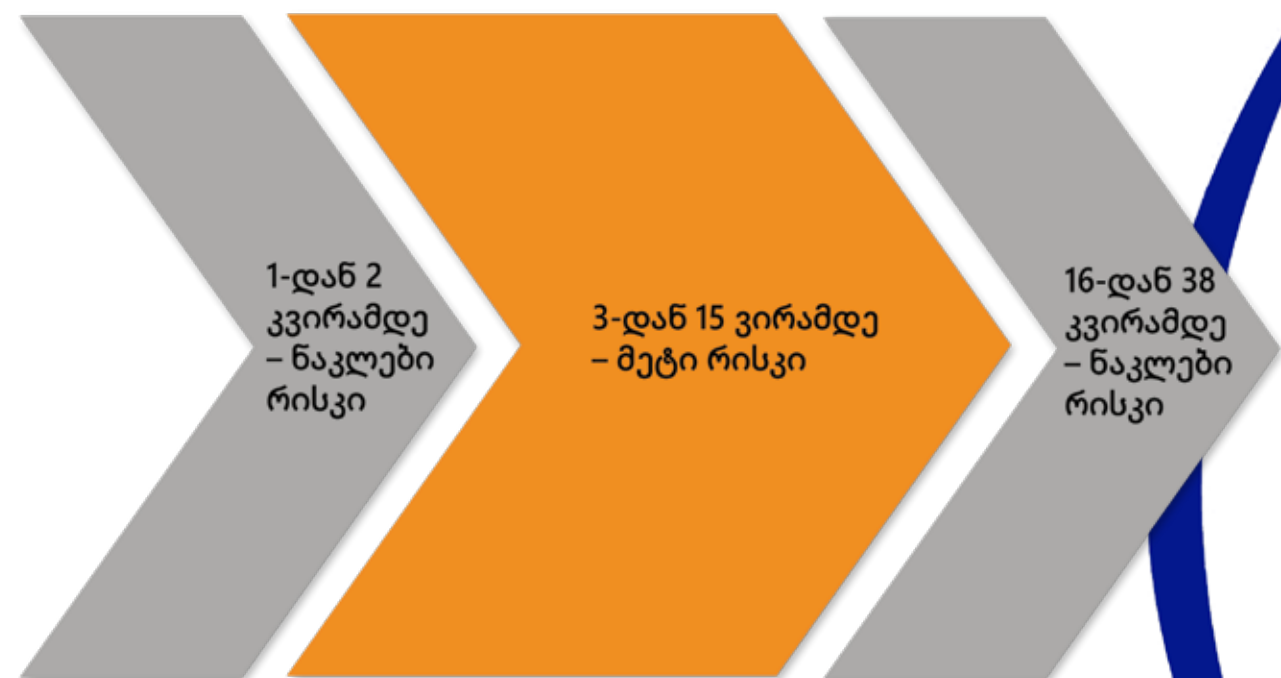 1-დან 2
კვირამდე
– ნაკლები
რისკი
3-დან 15 ვირამდე
– მეტი რისკი
16-დან 38
კვირამდე
– ნაკლები
რისკი